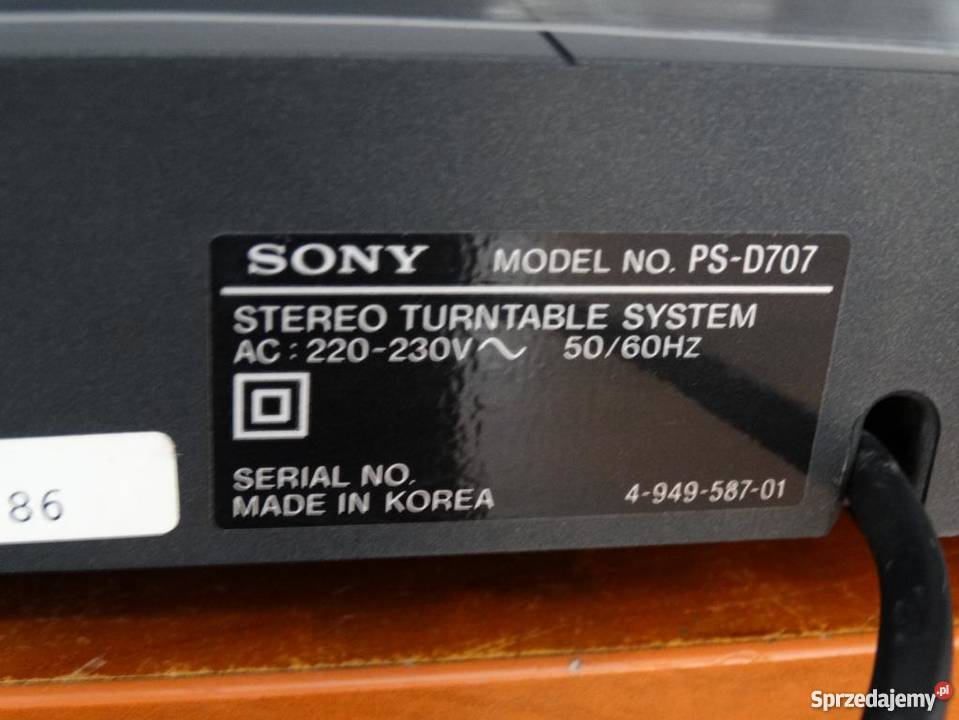 SONY MODEL NO. PS-D707
STEREO TURNTABLE SYSTEM
AC : 220-230V~ 50/60HZ
SERIAL NO.
MADE IN KOREA 4-949-587-01
86
Sprzedajemy.pl